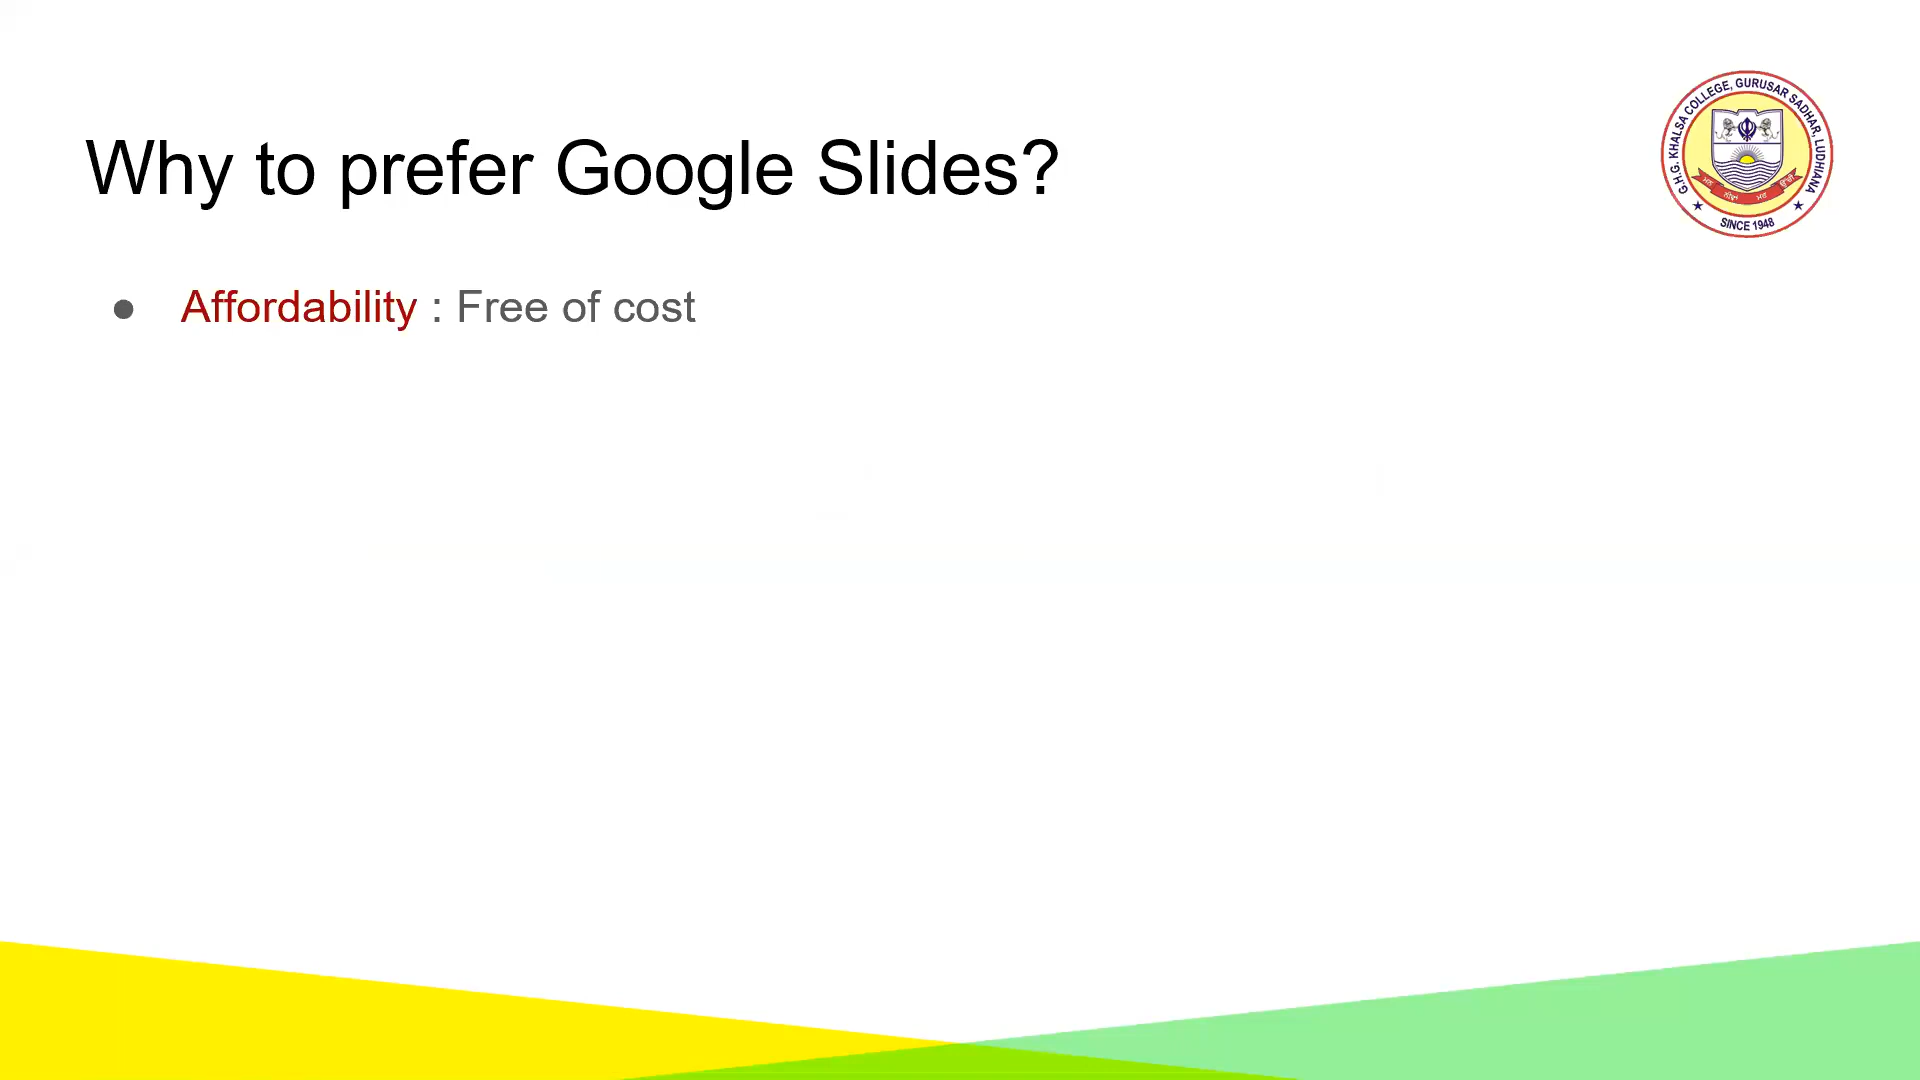 Why to prefer Google Slides?
G.H.G. KHALSA COLLEGE, GURUSAR SADHAR, LUDHIANA
SINCE 1948
● Affordability : Free of cost